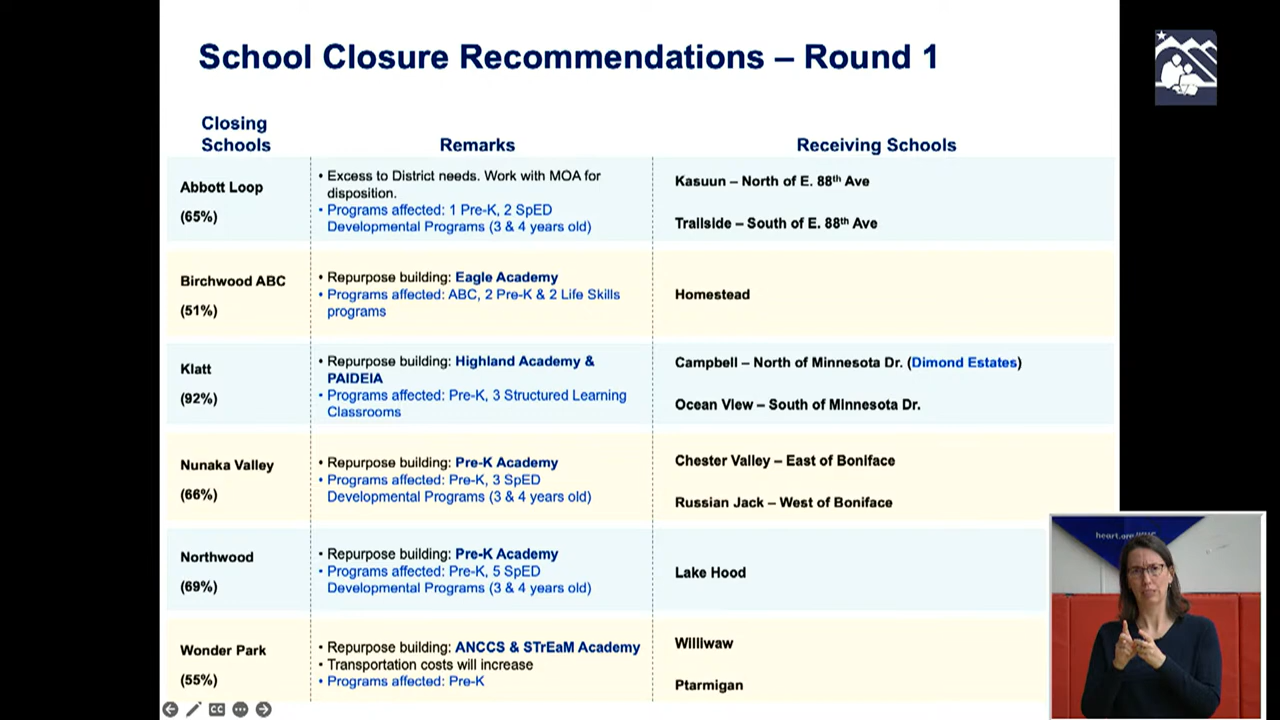 School Closure Recommendations – Round 1
Closing
Schools
Remarks
Receiving Schools
Abbott Loop
(65%)
• Excess to District needs. Work with MOA for
disposition.
• Programs affected: 1 Pre-K, 2 SpED
Developmental Programs (3 & 4 years old)
Kasuun – North of E. 88th Ave
Trailside – South of E. 88th Ave
Birchwood ABC
(51%)
• Repurpose building: Eagle Academy
• Programs affected: ABC, 2 Pre-K & 2 Life Skills
programs
Homestead
Klatt
(92%)
• Repurpose building: Highland Academy &
PAIDEIA
• Programs affected: Pre-K, 3 Structured Learning
Classrooms
Campbell – North of Minnesota Dr. (Dimond Estates)
Ocean View – South of Minnesota Dr.
Nunaka Valley
(66%)
• Repurpose building: Pre-K Academy
• Programs affected: Pre-K, 3 SpED
Developmental Programs (3 & 4 years old)
Chester Valley – East of Boniface
Russian Jack – West of Boniface
Northwood
(69%)
• Repurpose building: Pre-K Academy
• Programs affected: Pre-K, 5 SpED
Developmental Programs (3 & 4 years old)
Lake Hood
Wonder Park
(55%)
• Repurpose building: ANCCS & STrEaM Academy
• Transportation costs will increase
• Programs affected: Pre-K
Williwaw
Ptarmigan
CC